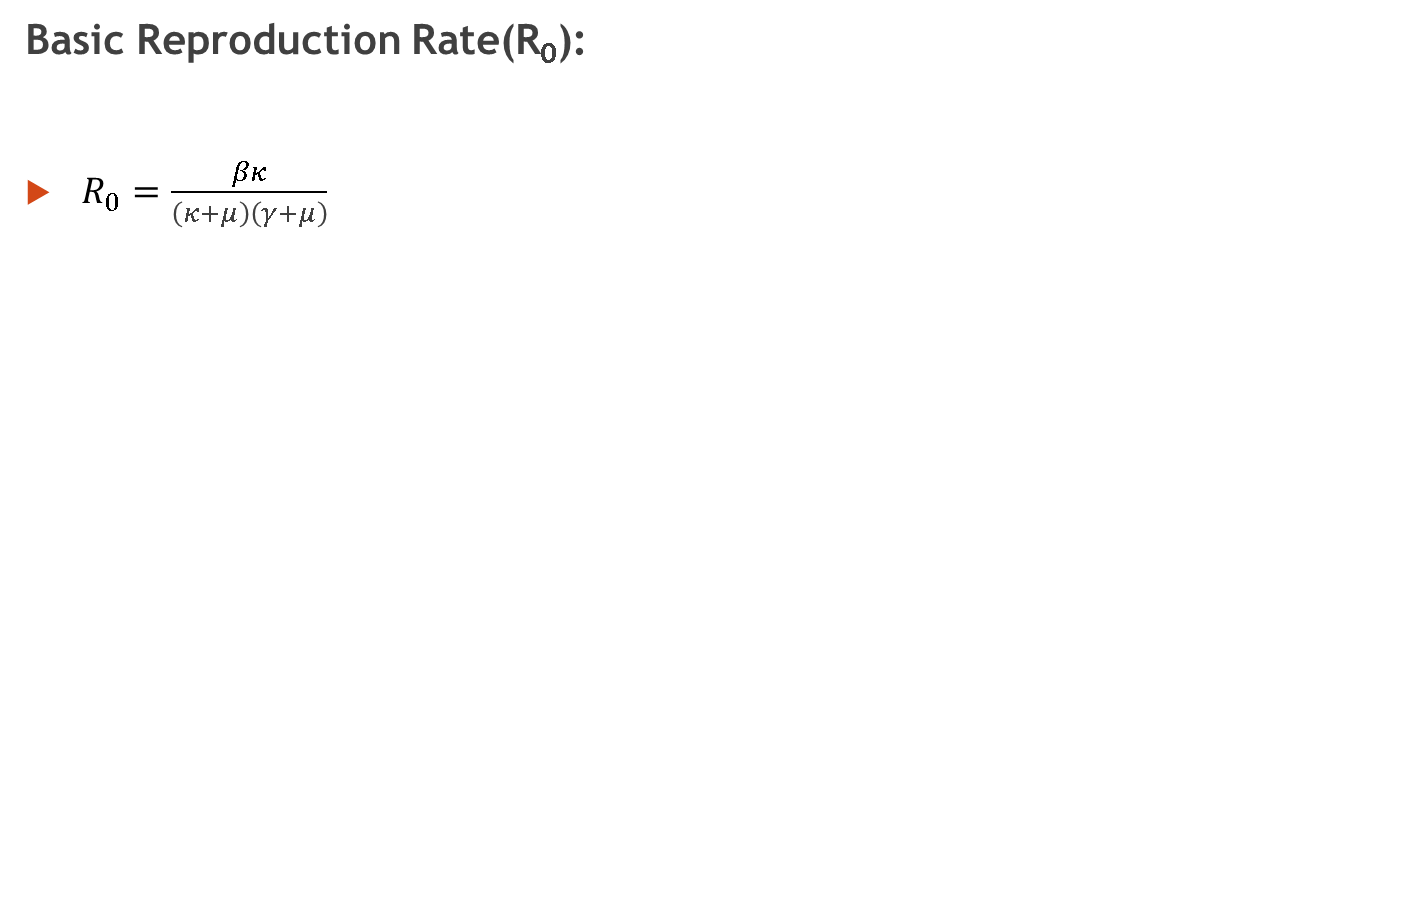 Basic Reproduction Rate(R₀):
▶ 𝑅₀ = 𝛽𝜅 / (𝜅+𝜇)(𝛾+𝜇)